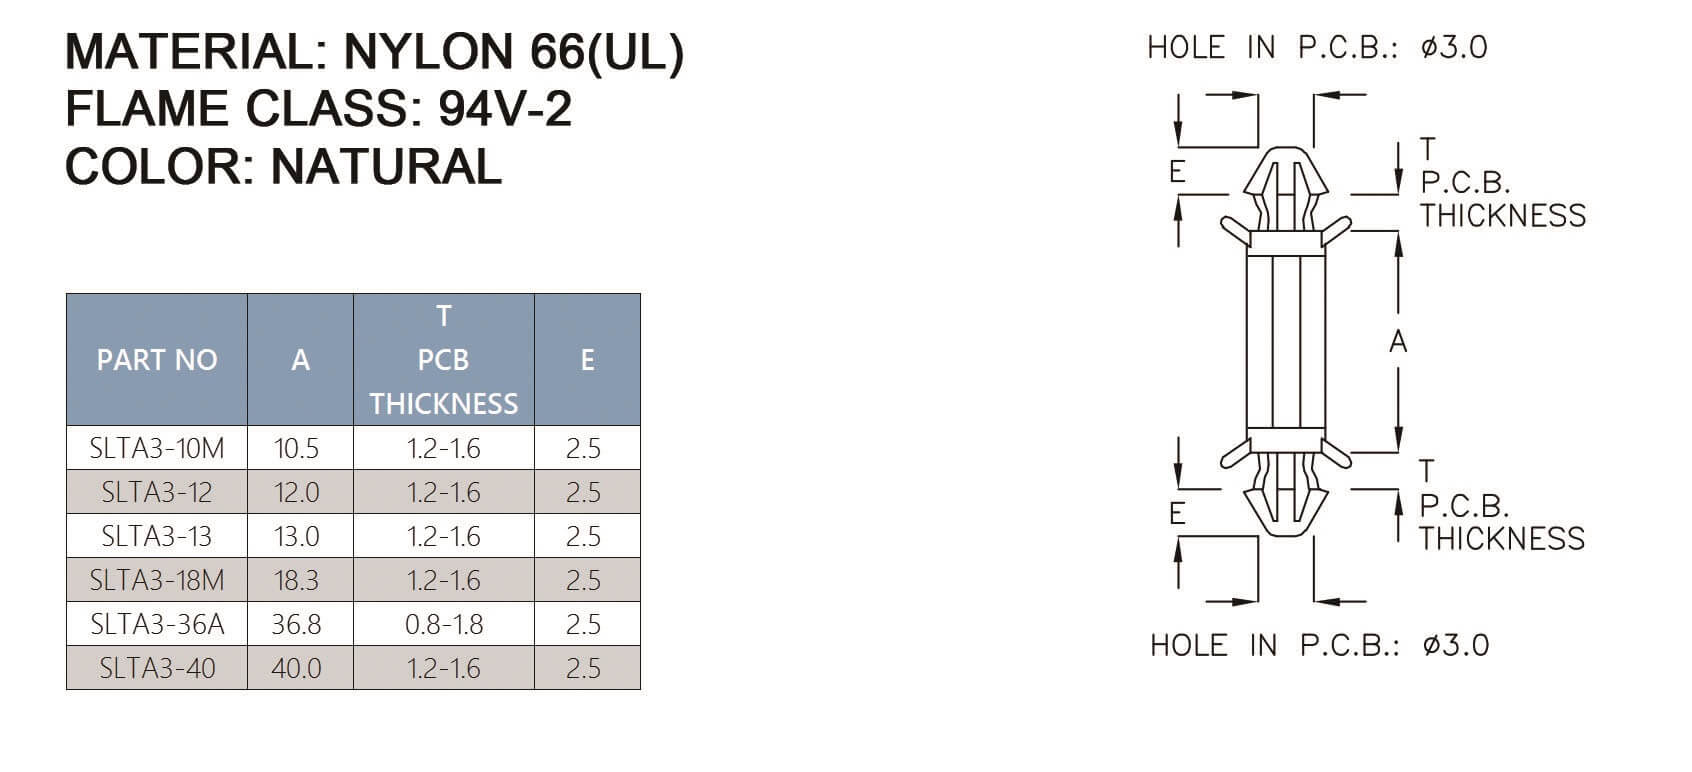 MATERIAL: NYLON 66(UL)
FLAME CLASS: 94V-2
COLOR: NATURAL
PART NO A T PCB THICKNESS E
SLTA3-10M 10.5 1.2-1.6 2.5
SLTA3-12 12.0 1.2-1.6 2.5
SLTA3-13 13.0 1.2-1.6 2.5
SLTA3-18M 18.3 1.2-1.6 2.5
SLTA3-36A 36.8 0.8-1.8 2.5
SLTA3-40 40.0 1.2-1.6 2.5
HOLE IN P.C.B.: ø3.0
E
T
P.C.B.
THICKNESS
A
E
T
P.C.B.
THICKNESS
HOLE IN P.C.B.: ø3.0